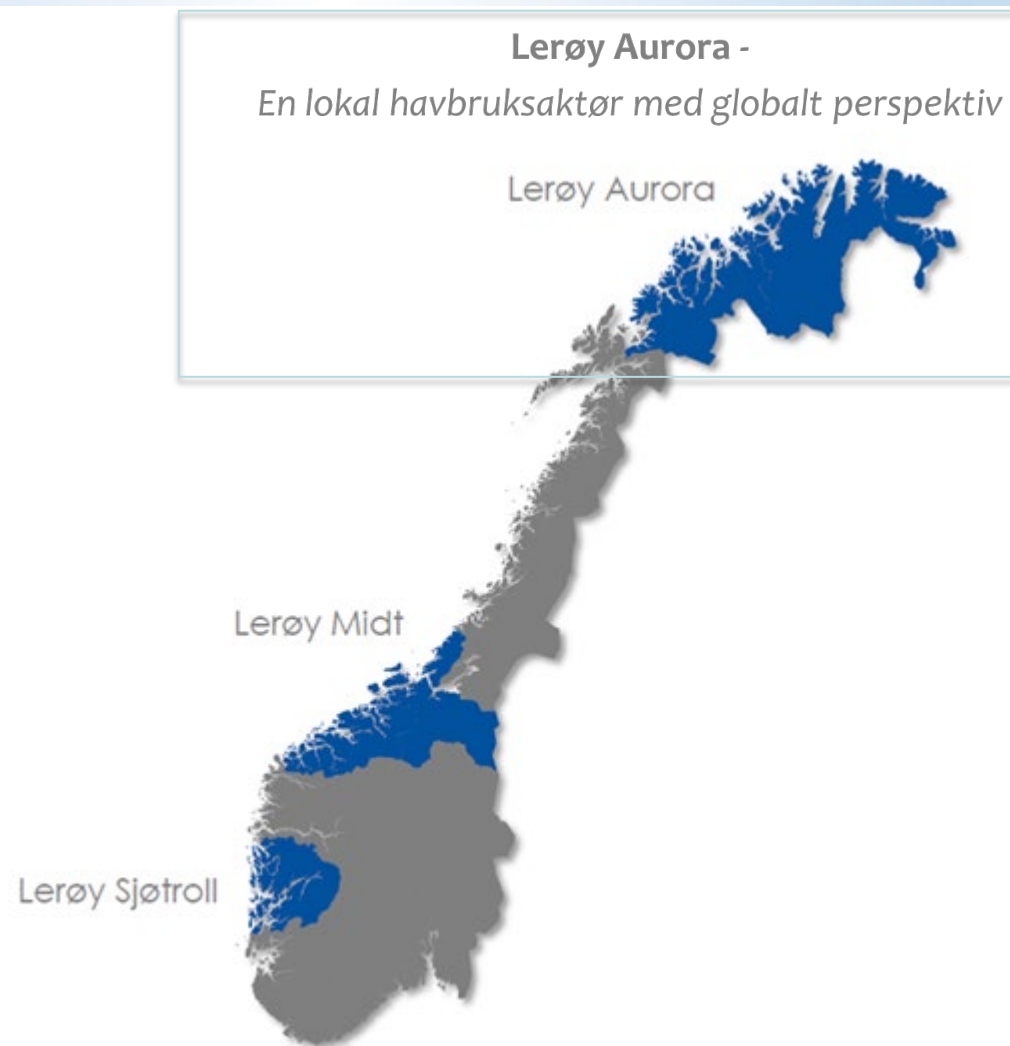 Lerøy Aurora -
En lokal havbruksaktør med globalt perspektiv
Lerøy Aurora
Lerøy Midt
Lerøy Sjøtroll